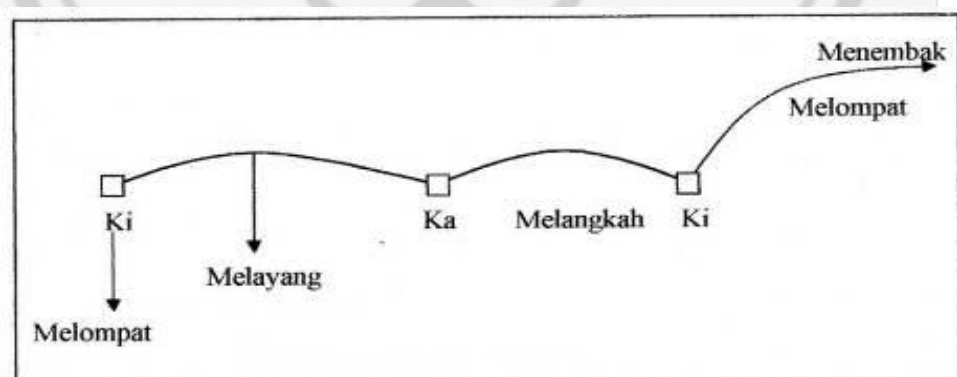 Menembak
Melompat
Ki
Ka
Melangkah
Ki
Melayang
Melompat